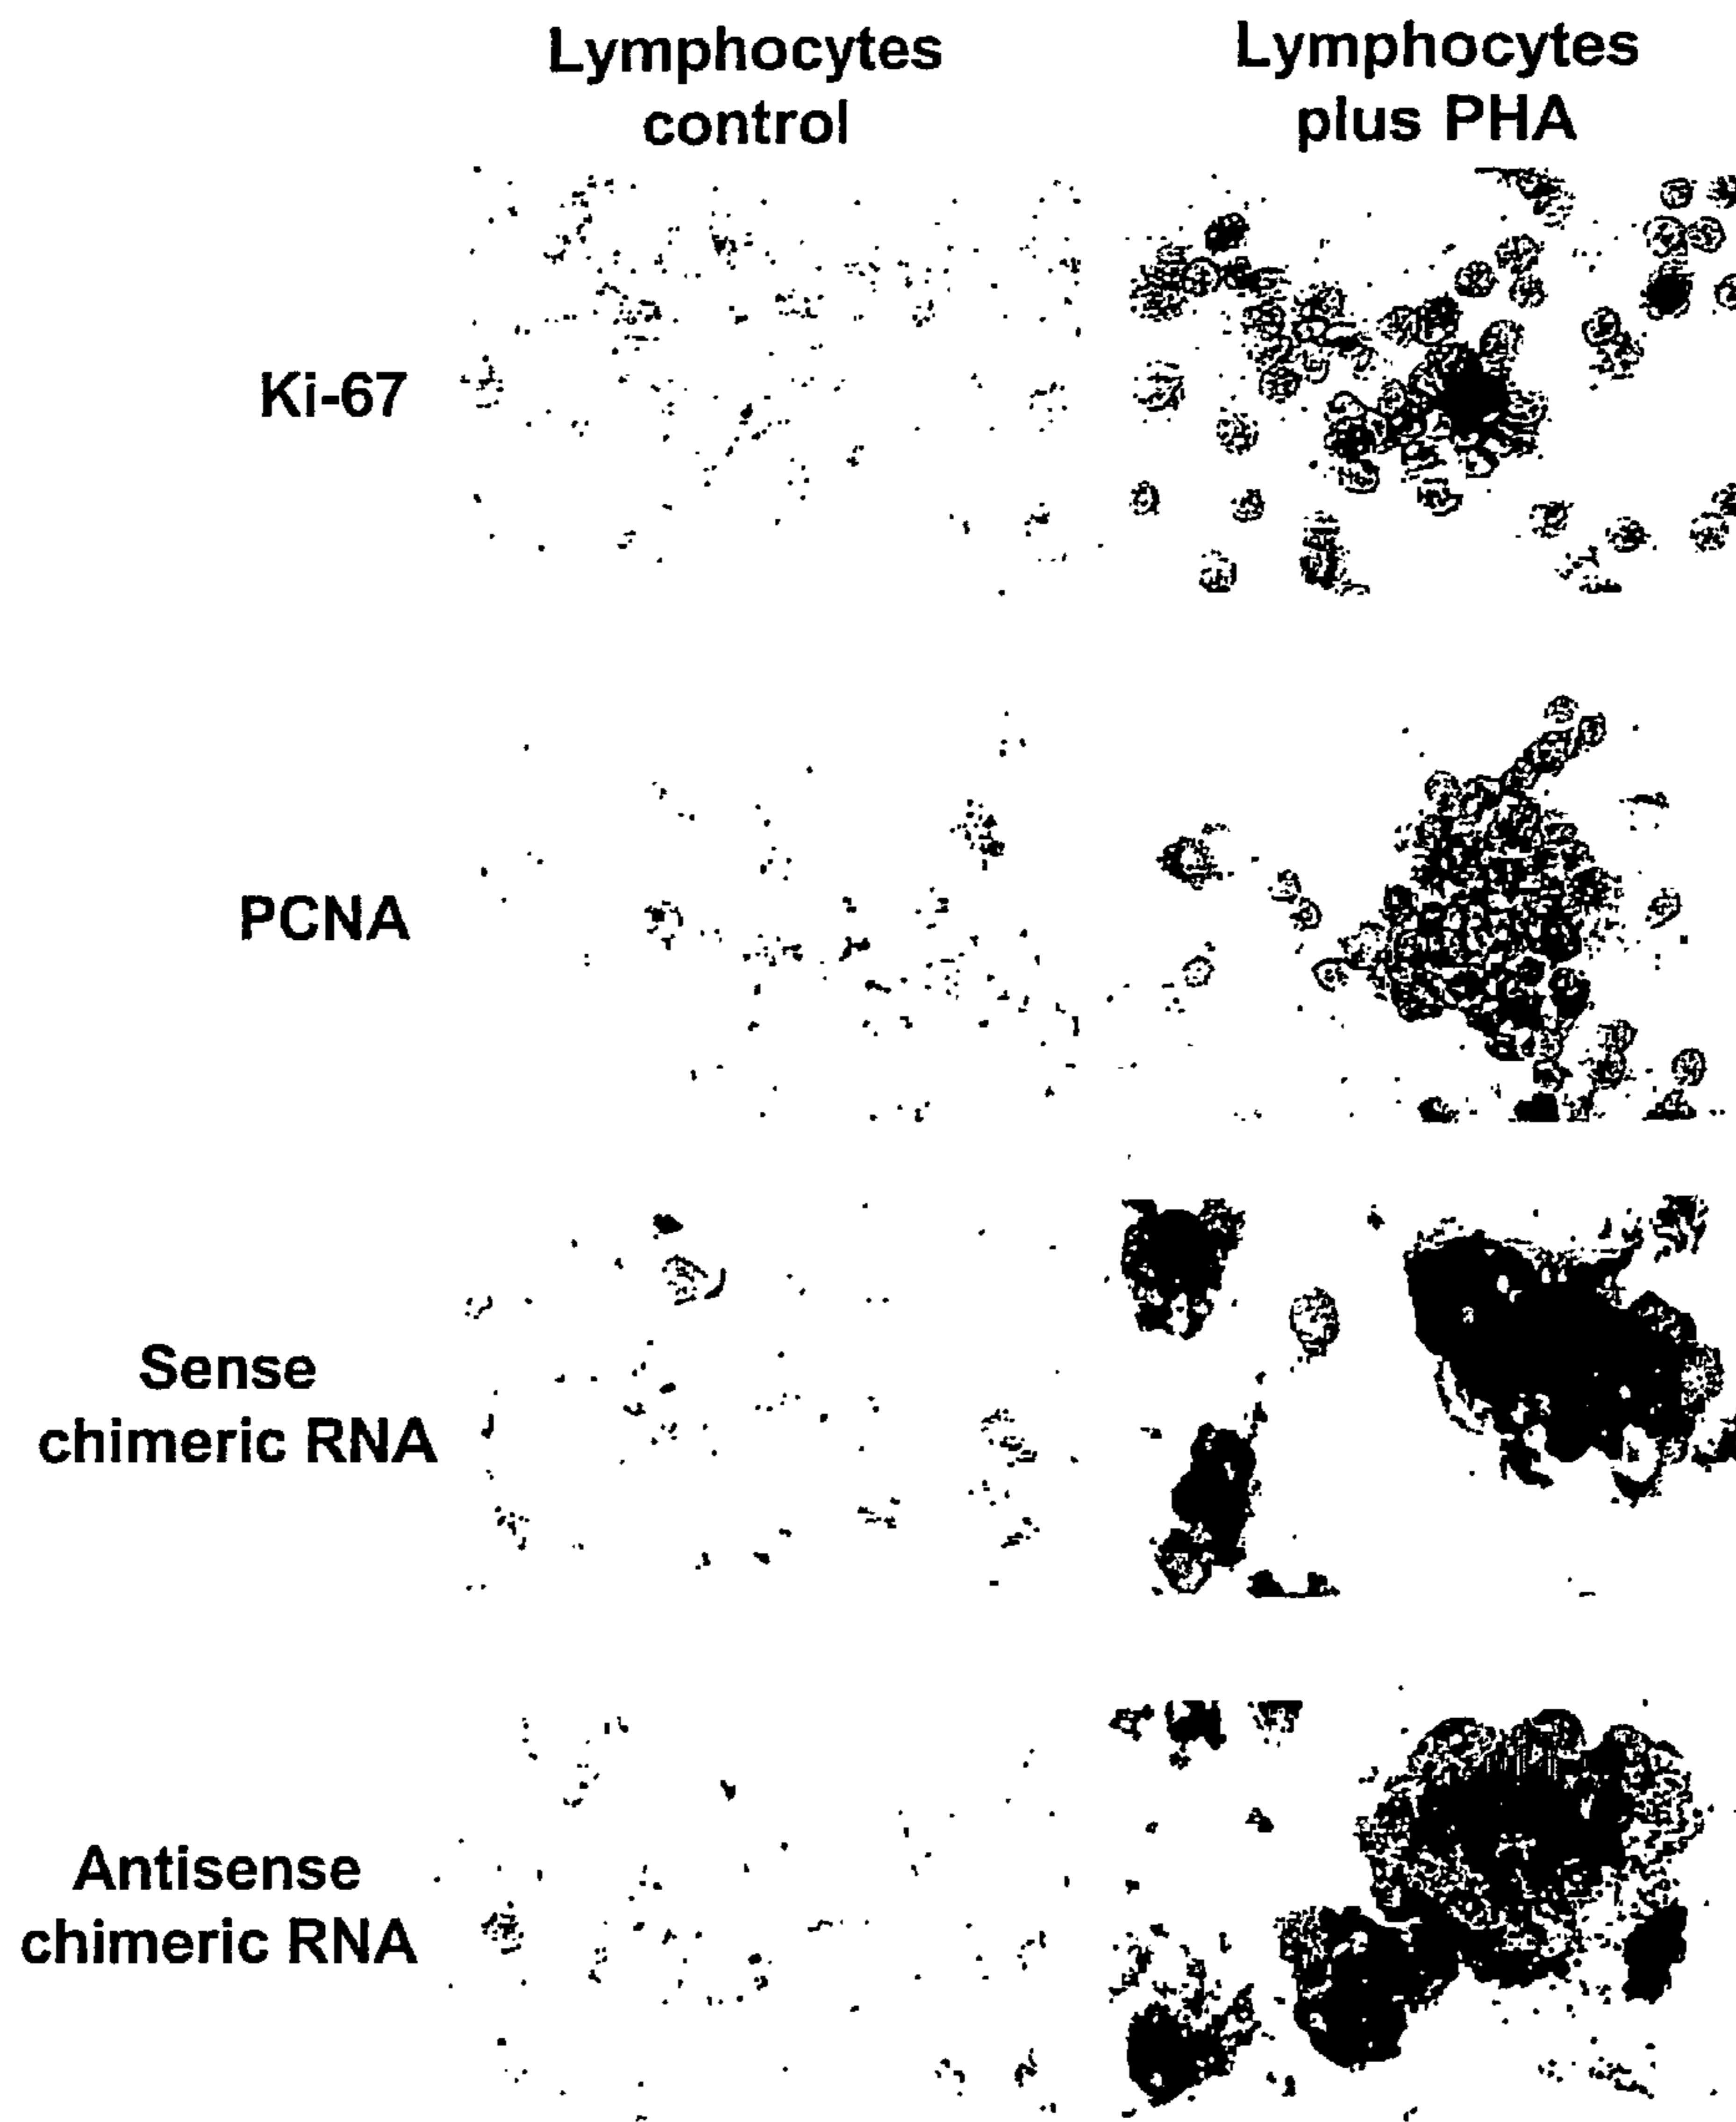 Lymphocytes
control
Lymphocytes
plus PHA
Ki-67
PCNA
Sense
chimeric RNA
Antisense
chimeric RNA